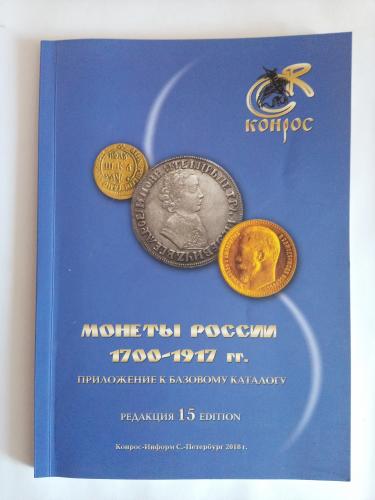 КОНРОС
МОНЕТЫ РОССИИ
1700-1917 гг.
ПРИЛОЖЕНИЕ К БАЗОВОМУ КАТАЛОГУ
РЕДАКЦИЯ 15 EDITION
Конрос-Информ С.-Петербург 2018 г.